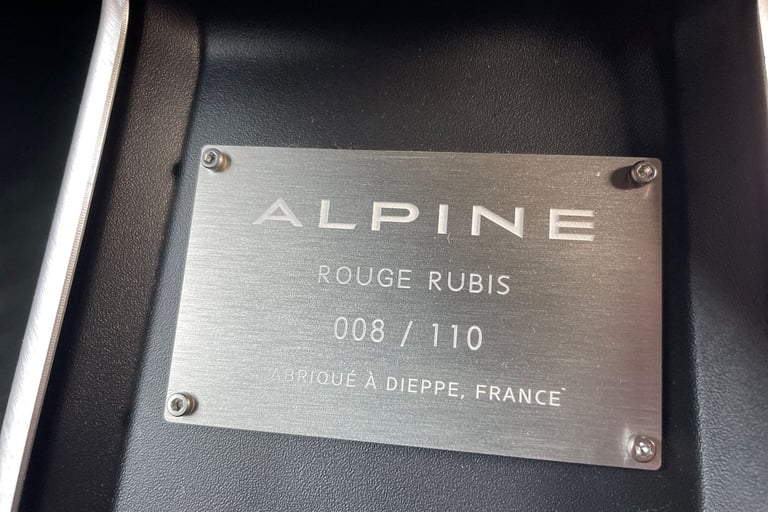 ALPINE
ROUGE RUBIS
008 / 110
FABRIQUÉ À DIEPPE, FRANCE